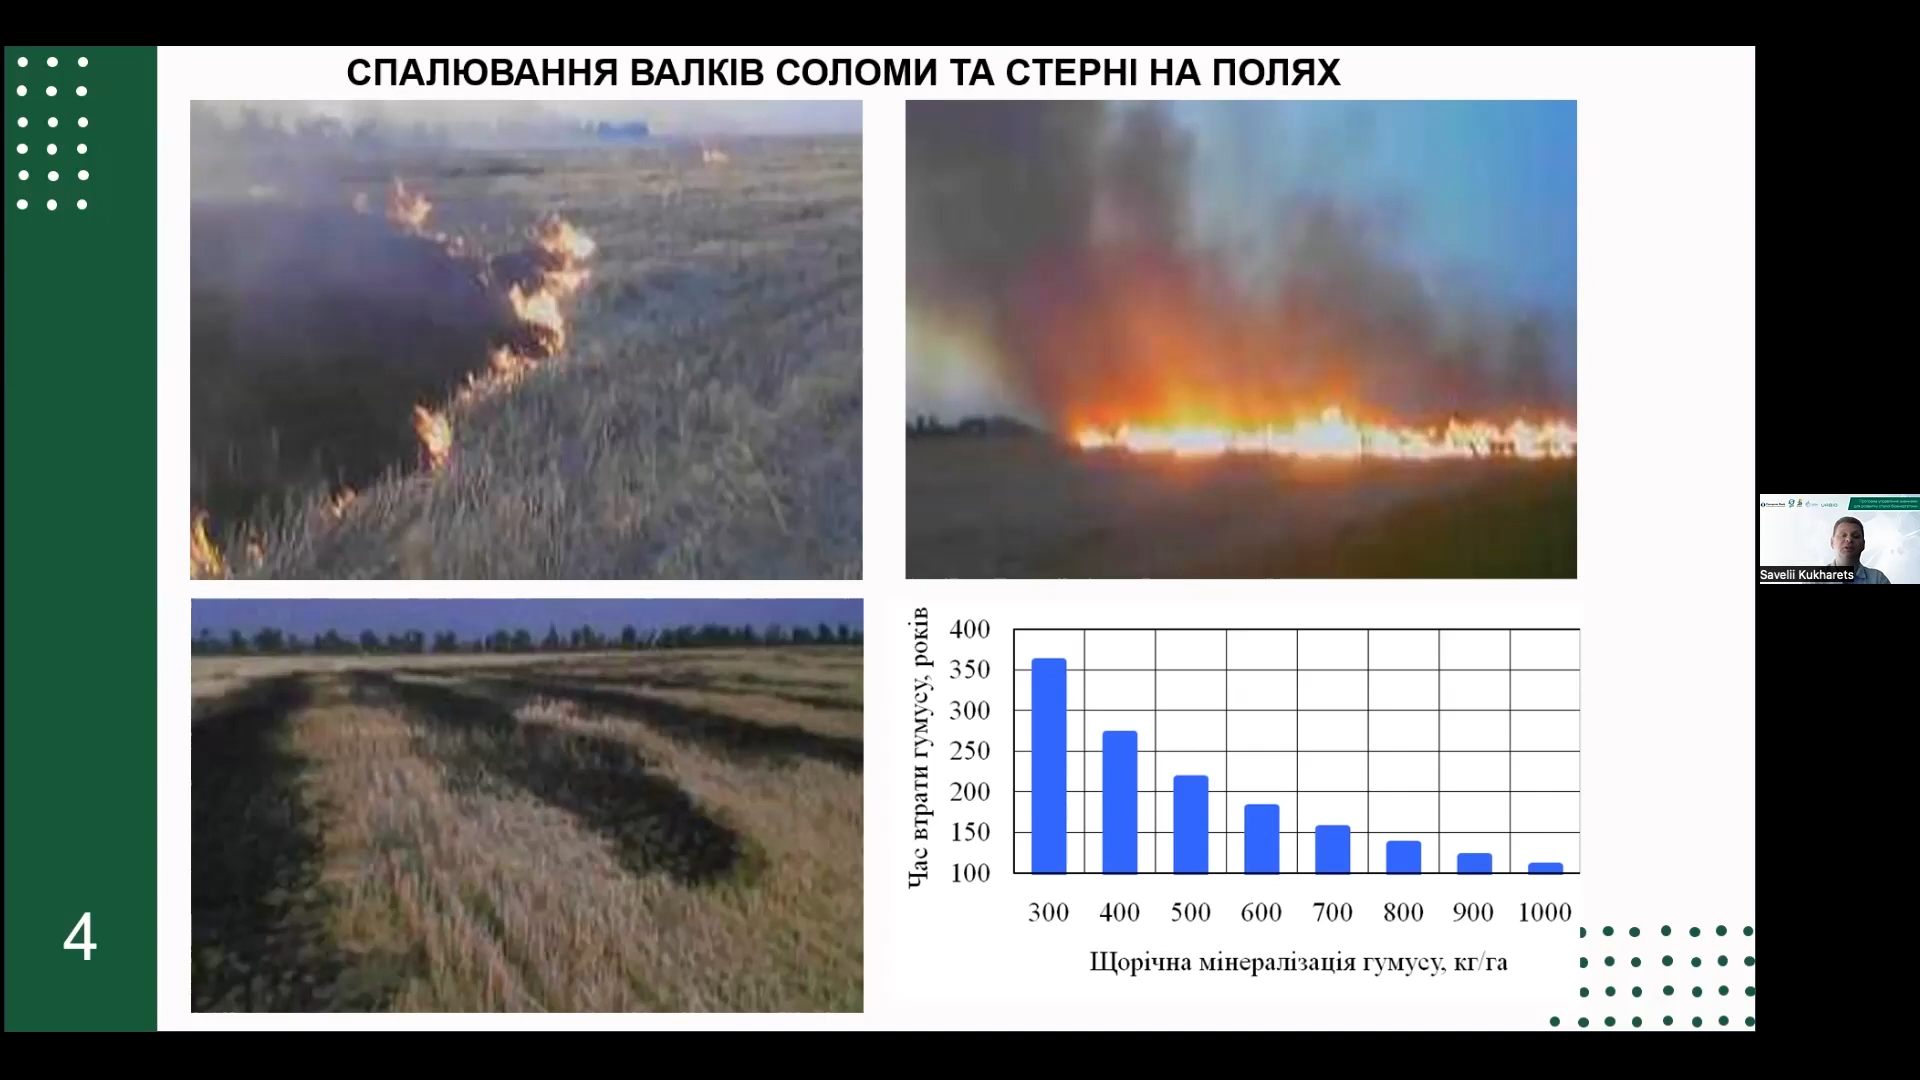 СПАЛЮВАННЯ ВАЛКІВ СОЛОМИ ТА СТЕРНІ НА ПОЛЯХ
Час втрати гумусу, років
400
350
300
250
200
150
100
300 400 500 600 700 800 900 1000
Щорічна мінералізація гумусу, кг/га
4
Savelii Kukharets